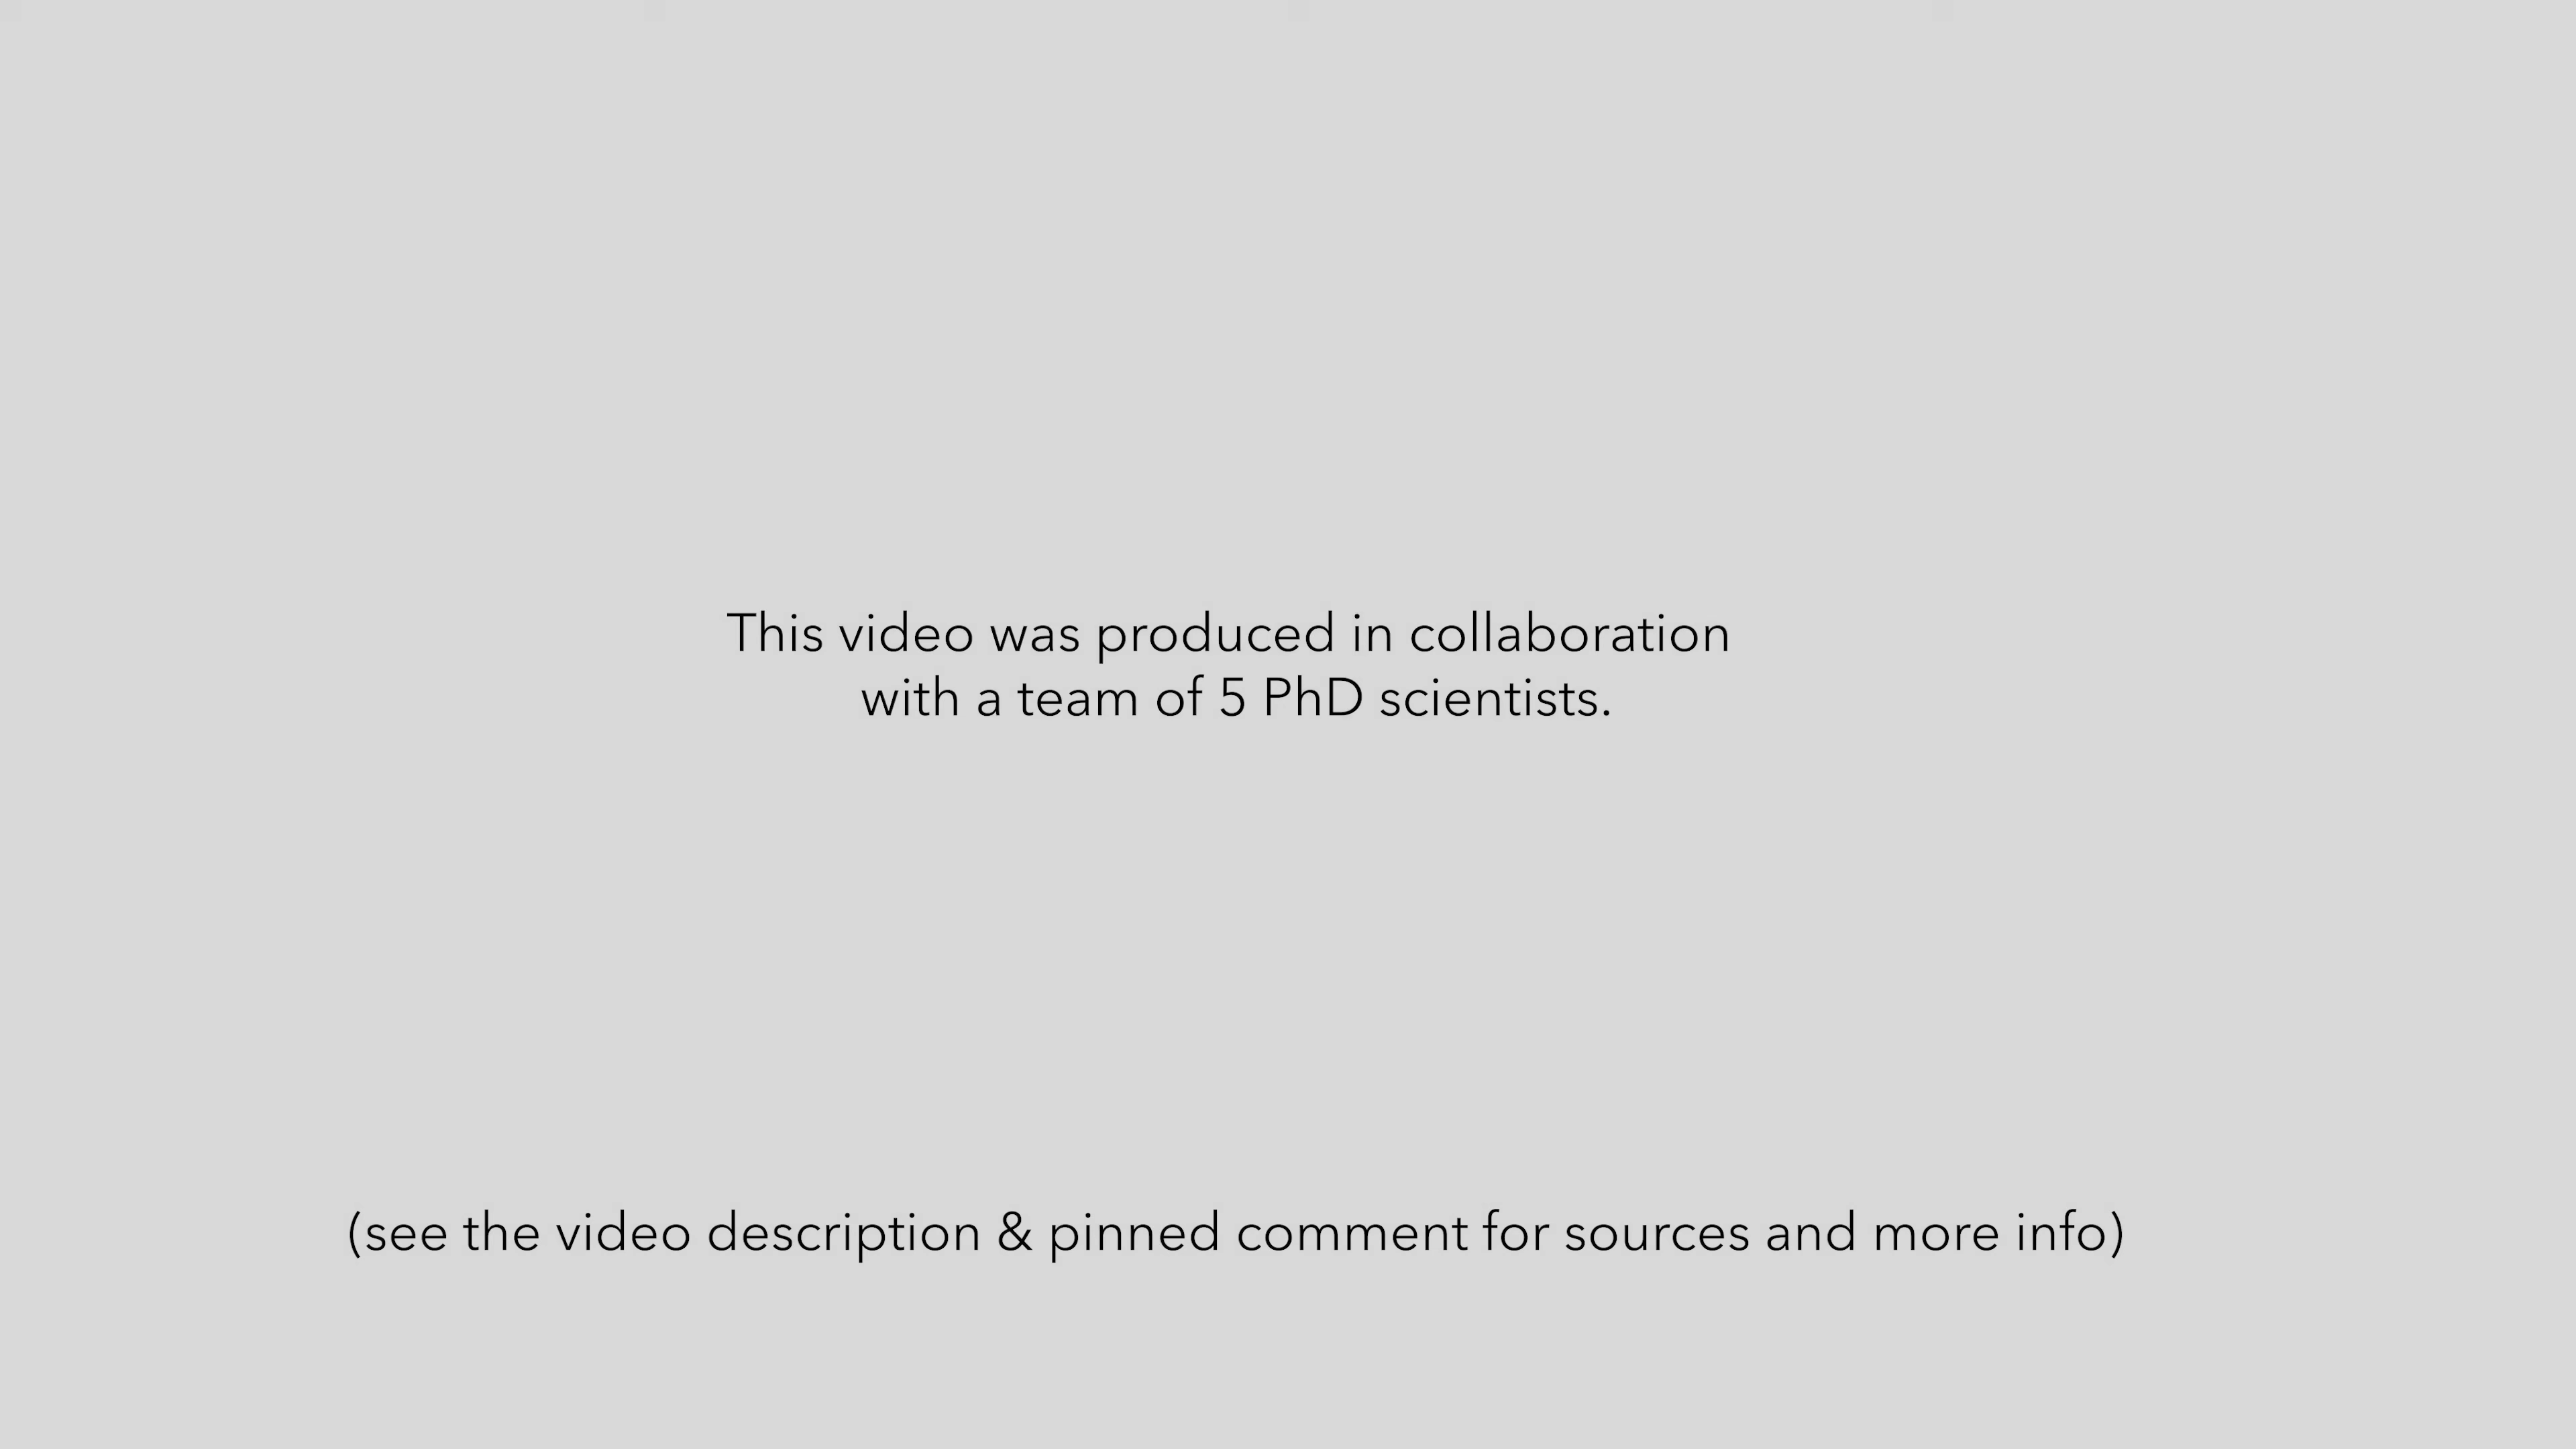 This video was produced in collaboration
with a team of 5 PhD scientists.
(see the video description & pinned comment for sources and more info)